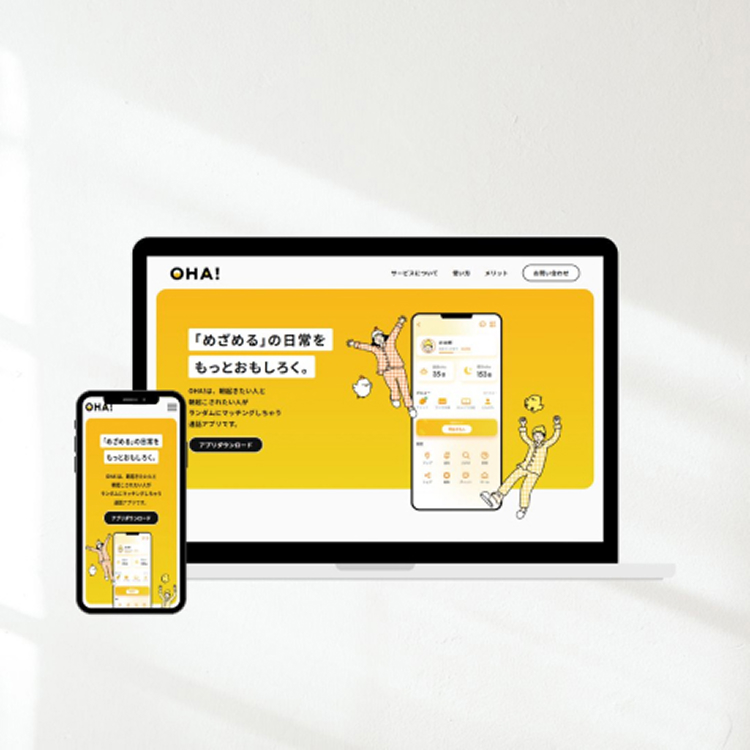 OHA!
サービスについて 使い方 メリット お問い合わせ
「めざめる」の日常を
もっとおもしろく。
OHA!は、朝起きたい人と
朝起こされたい人が
ランダムにマッチングしちゃう
通話アプリです。
アプリダウンロード
35
153
OHA!
「めざめる」の日常を
もっとおもしろく。
OHA!は、朝起きたい人と
朝起こされたい人が
ランダムにマッチングしちゃう
通話アプリです。
アプリダウンロード